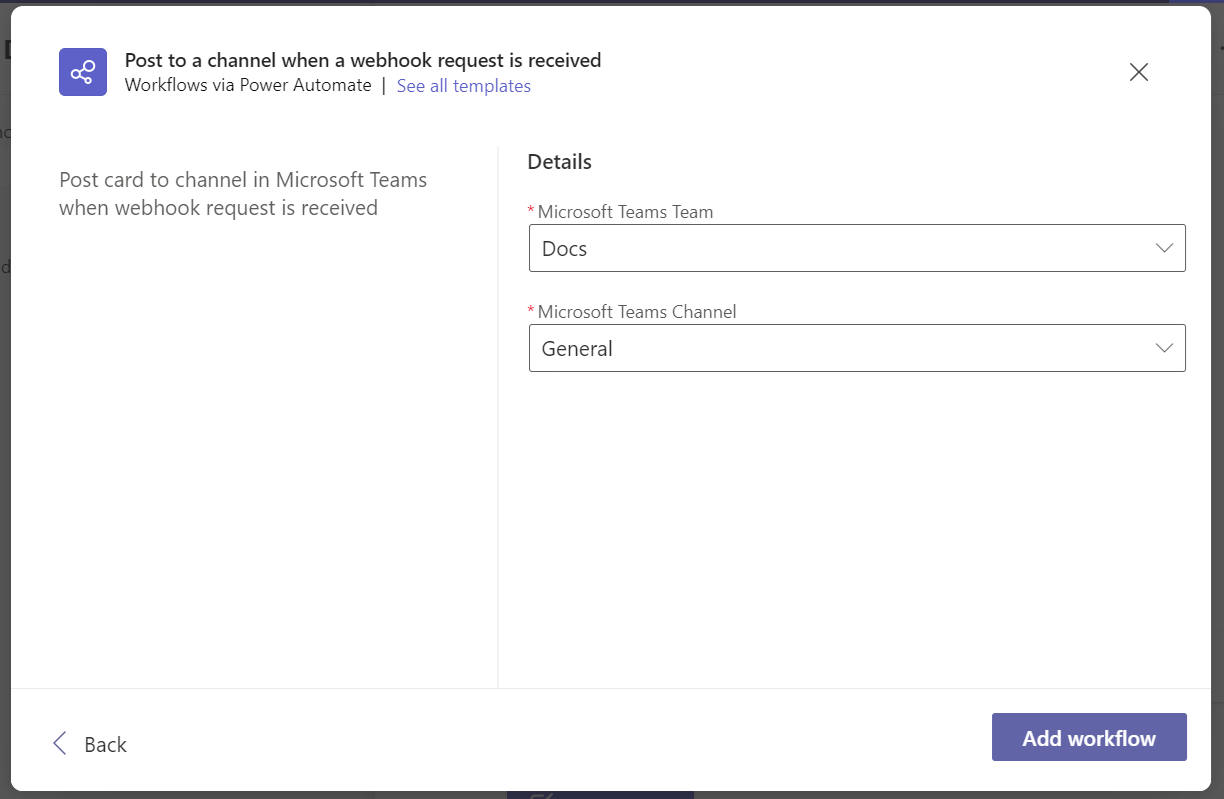 Post to a channel when a webhook request is received
Workflows via Power Automate | See all templates
Post card to channel in Microsoft Teams
when webhook request is received
Details
* Microsoft Teams Team
Docs
* Microsoft Teams Channel
General
Back
Add workflow